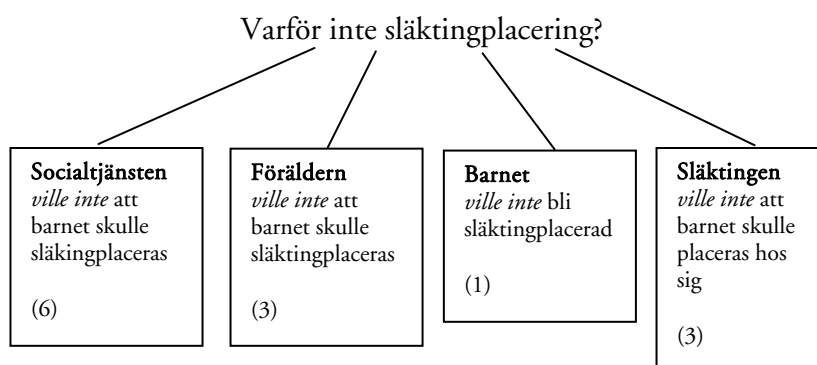 Varför inte släktingplacering?
Socialtjänsten
ville inte att
barnet skulle
släkingplaceras
(6)
Föräldern
ville inte att
barnet skulle
släktingplaceras
(3)
Barnet
ville inte bli
släktingplacerad
(1)
Släktingen
ville inte att
barnet skulle
placeras hos
sig
(3)